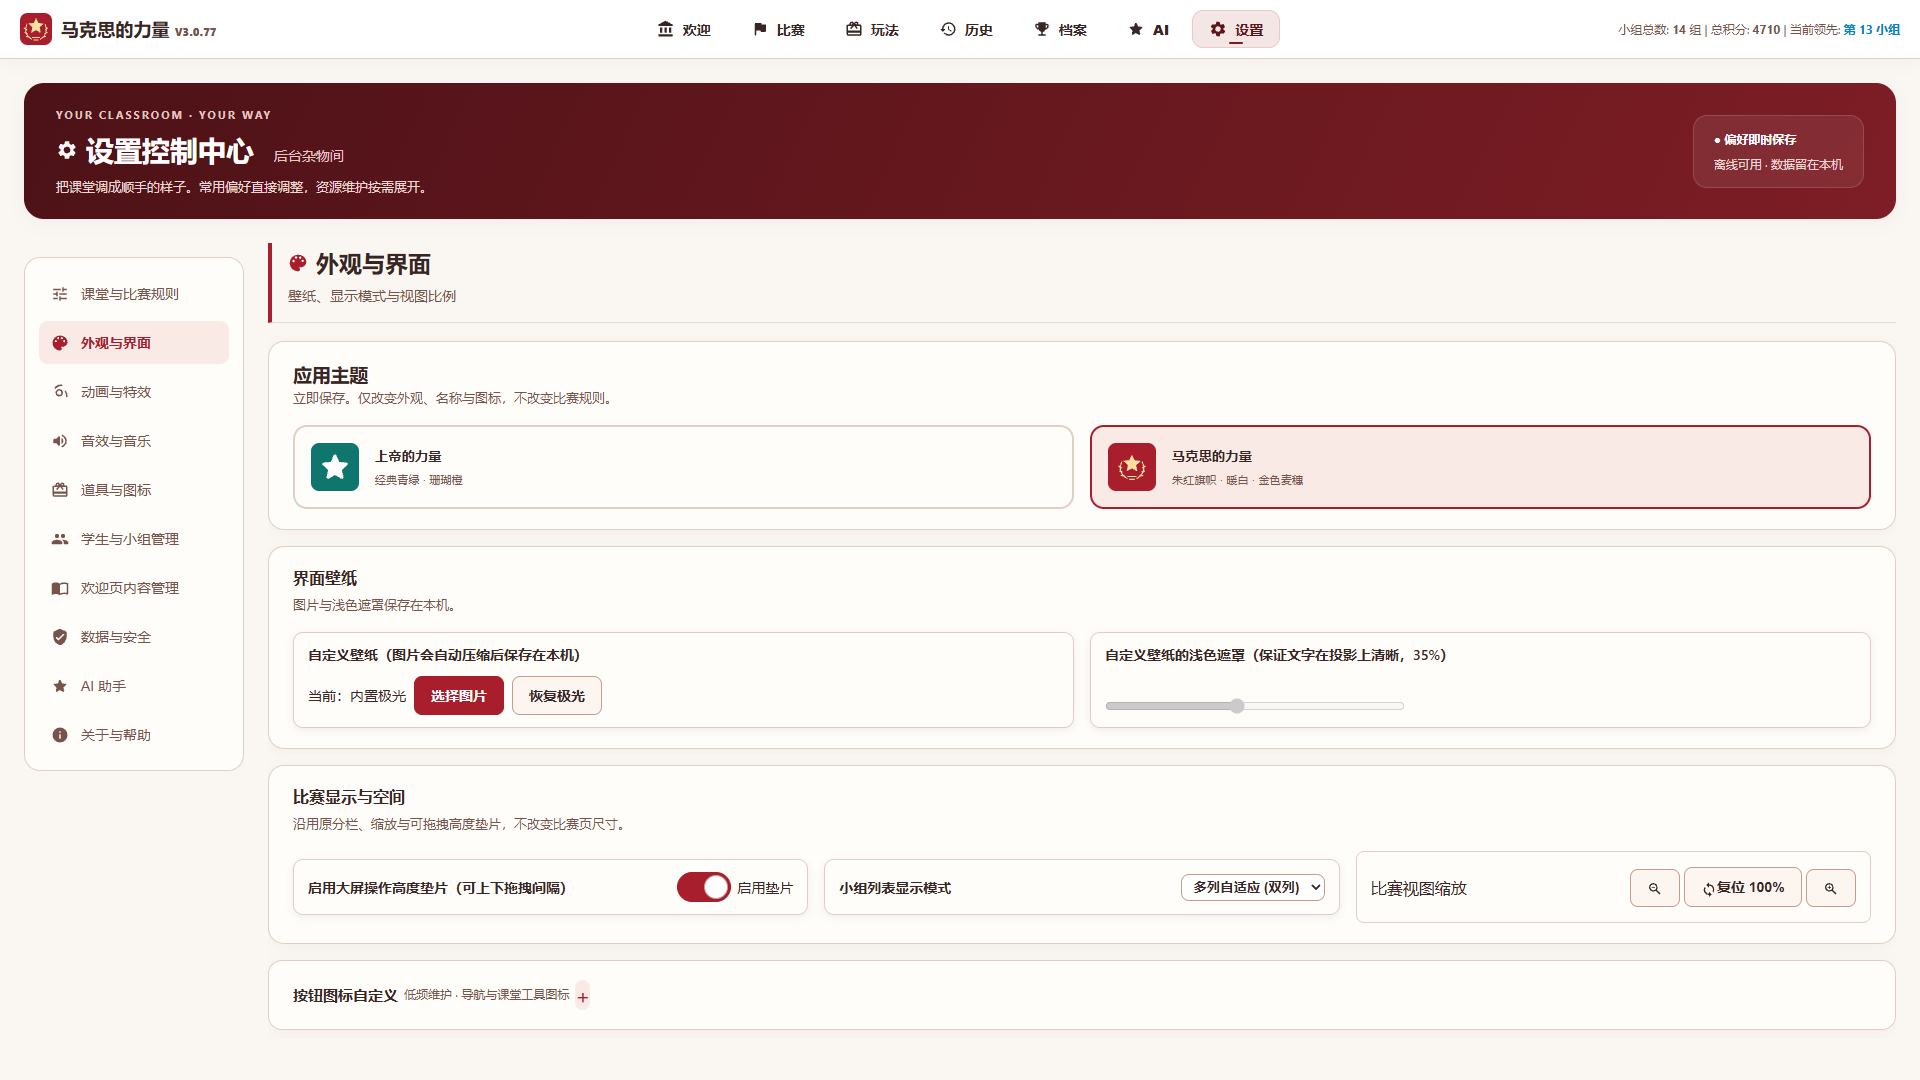 马克思的力量 V3.0.77
欢迎
比赛
玩法
历史
档案
AI
设置
小组总数: 14 组 | 总积分: 4710 | 当前领先: 第 13 小组
YOUR CLASSROOM · YOUR WAY
设置控制中心 后台杂物间
把课堂调成顺手的样子。常用偏好直接调整，资源维护按需展开。
● 偏好即时保存
离线可用 · 数据留在本机
课堂与比赛规则
外观与界面
动画与特效
音效与音乐
道具与图标
学生与小组管理
欢迎页内容管理
数据与安全
AI 助手
关于与帮助
外观与界面
壁纸、显示模式与视图比例
应用主题
立即保存。仅改变外观、名称与图标，不改变比赛规则。
上帝的力量
经典青绿 · 珊瑚橙
马克思的力量
朱红旗帜 · 暖白 · 金色麦穗
界面壁纸
图片与浅色遮罩保存在本机。
自定义壁纸（图片会自动压缩后保存在本机）
当前：内置极光 选择图片 恢复极光
自定义壁纸的浅色遮罩（保证文字在投影上清晰，35%）
比赛显示与空间
沿用原分栏、缩放与可拖拽高度垫片，不改变比赛页尺寸。
启用大屏操作高度垫片（可上下拖拽间隔） 启用垫片
小组列表显示模式 多列自适应 (双列)
比赛视图缩放 复位 100%
按钮图标自定义 低频维护 · 导航与课堂工具图标 +